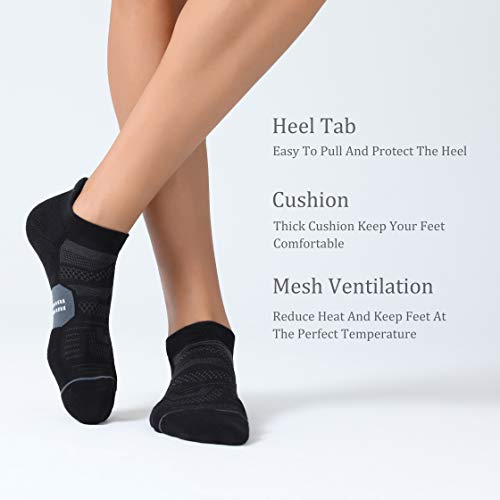 Heel Tab
Easy To Pull And Protect The Heel
Cushion
Thick Cushion Keep Your Feet
Comfortable
Mesh Ventilation
Reduce Heat And Keep Feet At
The Perfect Temperature